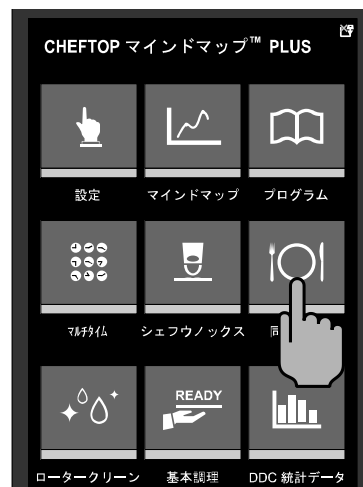 CHEFTOP マインドマップ™ PLUS
設定 マインドマップ プログラム
マルチタイム シェフウノックス 同
READY
ロータークリーン 基本調理 DDC 統計データ